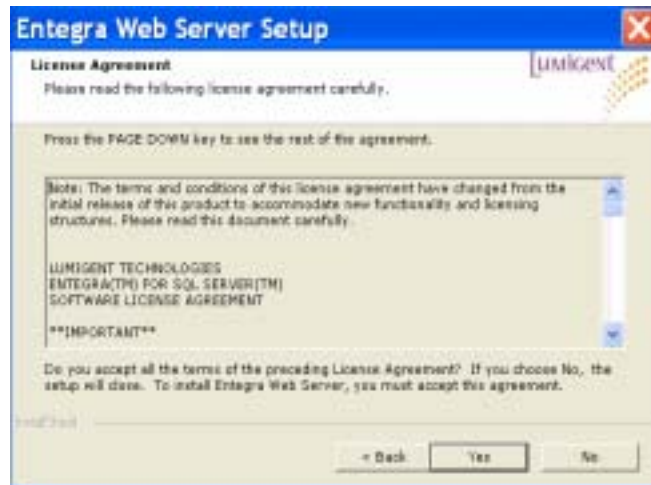 Entegra Web Server Setup
License Agreement
Please read the following license agreement carefully.
Lumigent
Press the PAGE DOWN key to see the rest of the agreement.
Note: The terms and conditions of this license agreement have changed from the
initial release of this product to accommodate new functionality and licensing
structures. Please read this document carefully.
LUMIGENT TECHNOLOGIES
ENTEGRA(TM) FOR SQL SERVER(TM)
SOFTWARE LICENSE AGREEMENT
**IMPORTANT**
Do you accept all the terms of the preceding License Agreement? If you choose No, the
setup will close. To install Entegra Web Server, you must accept this agreement.
InstallShield
< Back
Yes
No